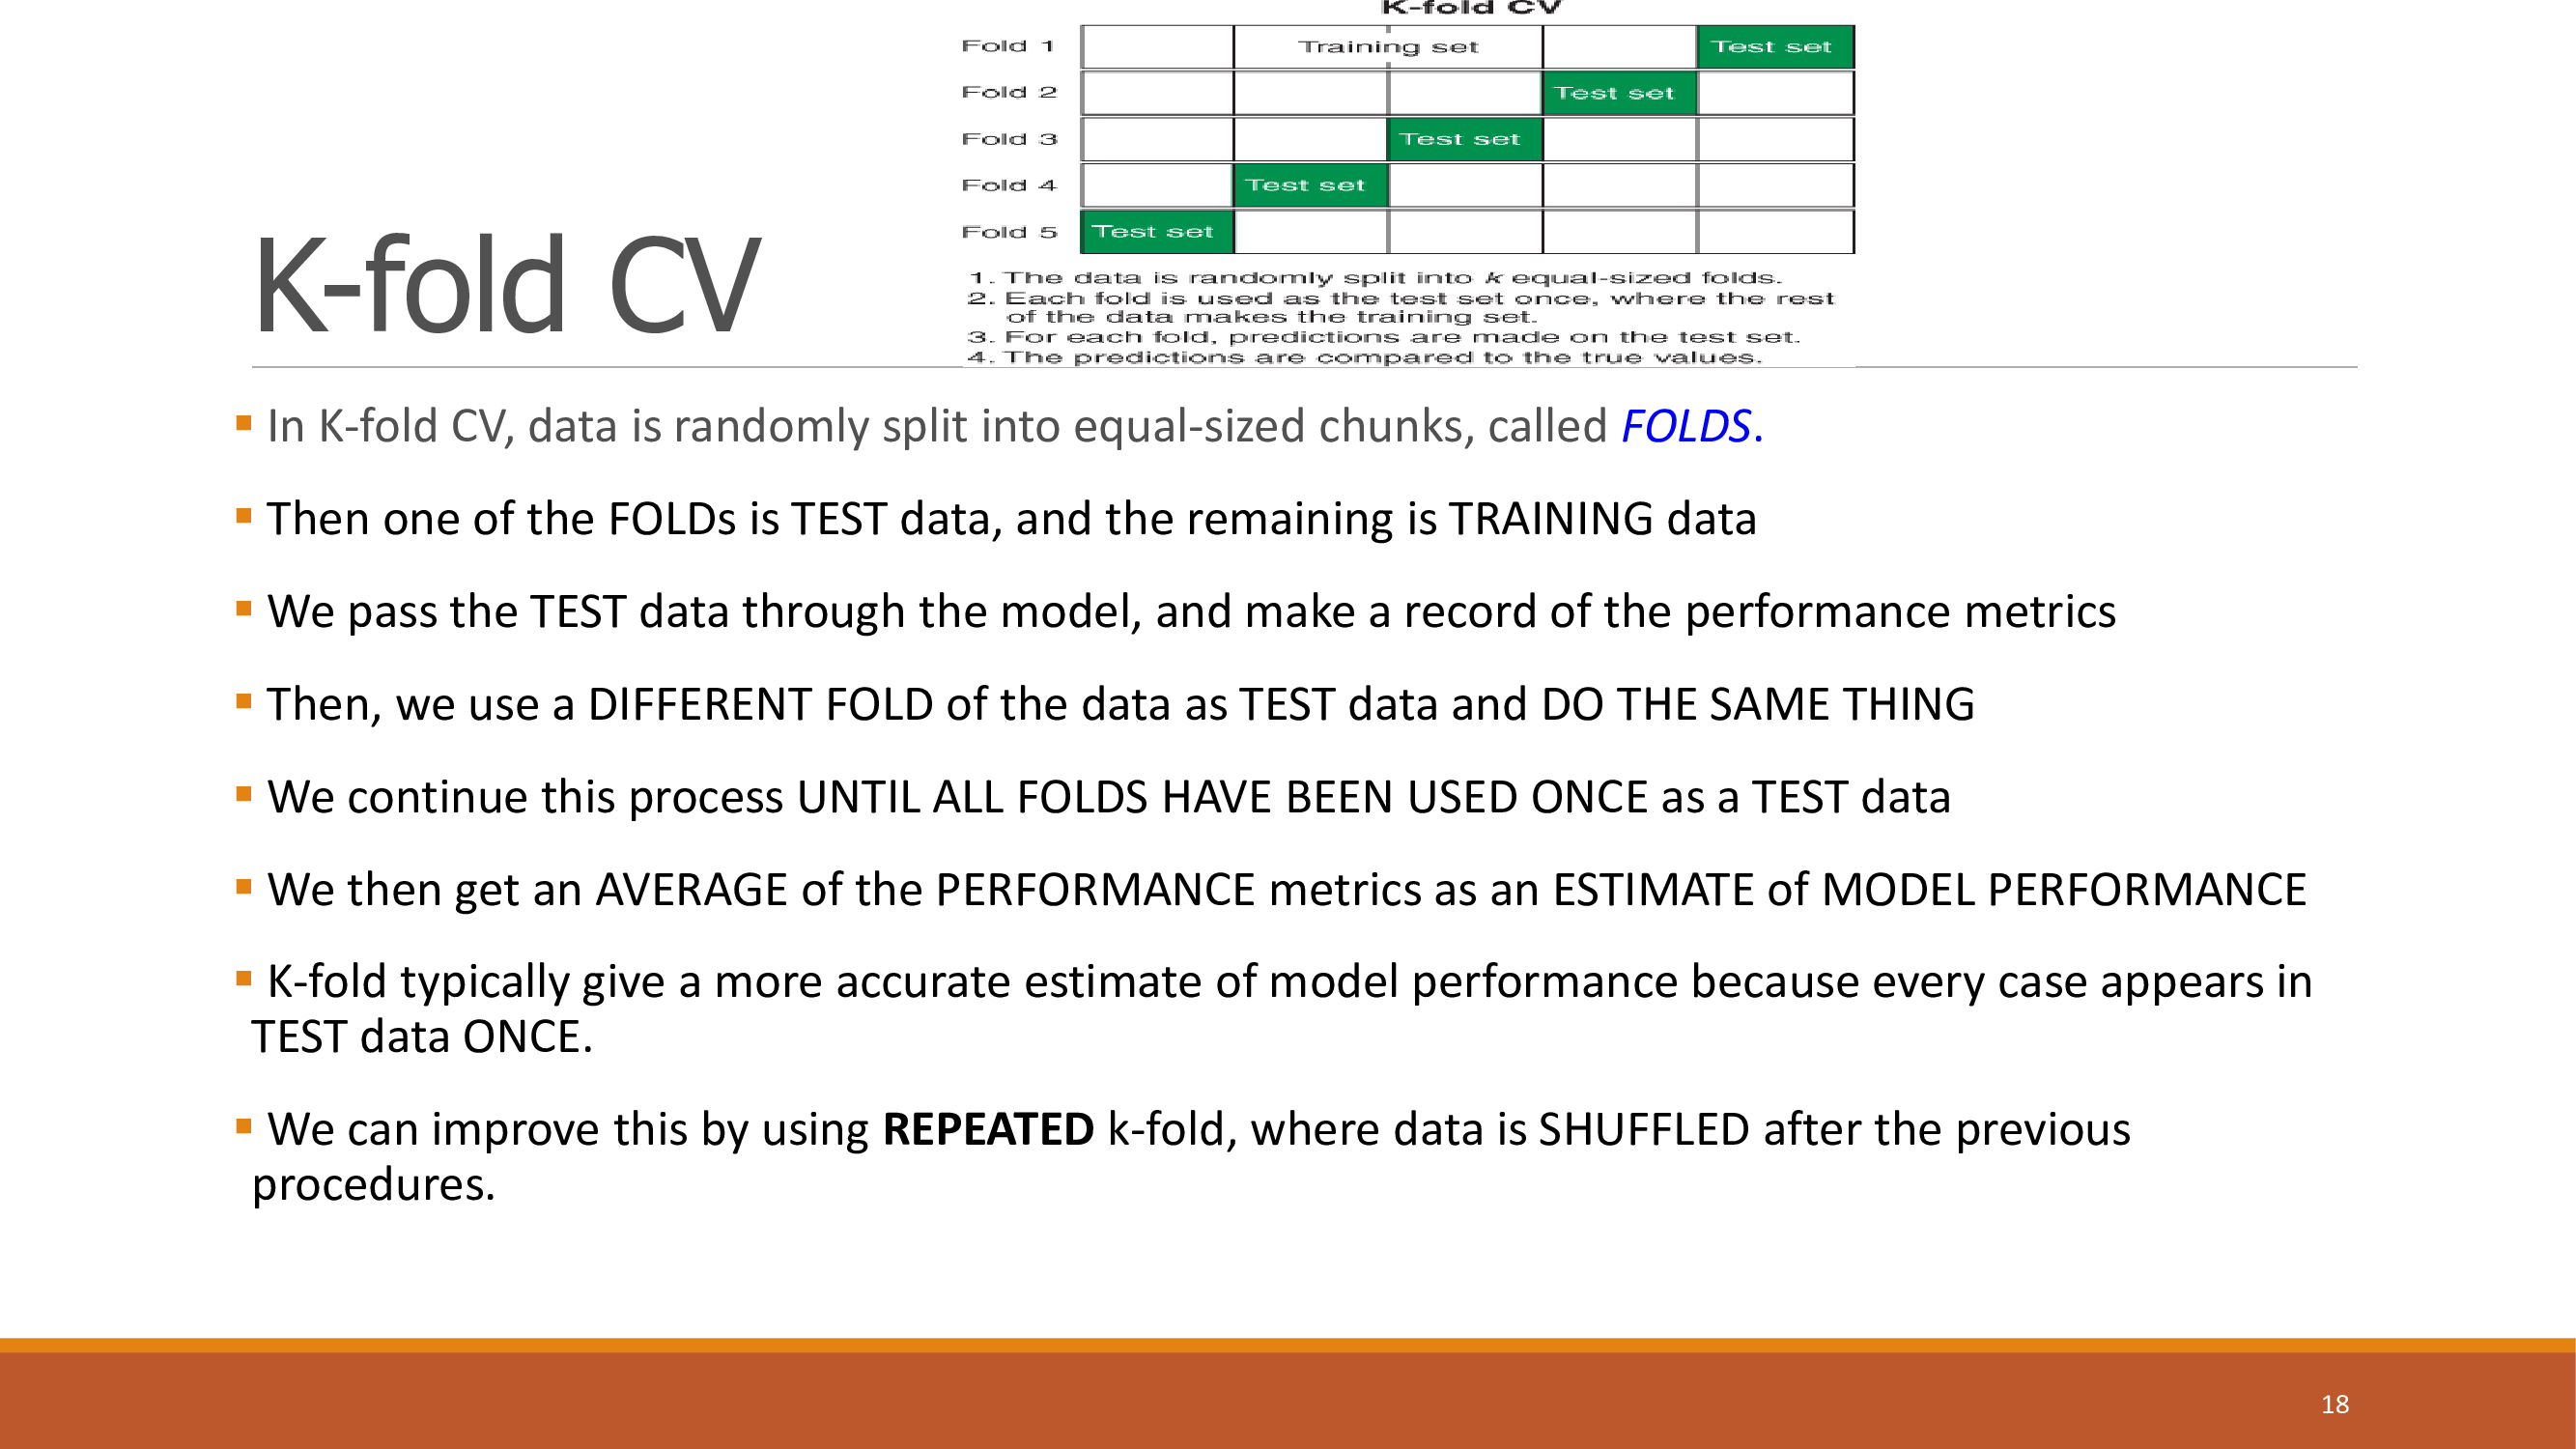 K-fold CV
Fold 1 Training set Test set
Fold 2 Test set
Fold 3 Test set
Fold 4 Test set
Fold 5 Test set
1. The data is randomly split into k equal-sized folds.
2. Each fold is used as the test set once, where the rest
of the data makes the training set.
3. For each fold, predictions are made on the test set.
4. The predictions are compared to the true values.
K-fold CV
In K-fold CV, data is randomly split into equal-sized chunks, called FOLDS.
Then one of the FOLDs is TEST data, and the remaining is TRAINING data
We pass the TEST data through the model, and make a record of the performance metrics
Then, we use a DIFFERENT FOLD of the data as TEST data and DO THE SAME THING
We continue this process UNTIL ALL FOLDS HAVE BEEN USED ONCE as a TEST data
We then get an AVERAGE of the PERFORMANCE metrics as an ESTIMATE of MODEL PERFORMANCE
K-fold typically give a more accurate estimate of model performance because every case appears in
TEST data ONCE.
We can improve this by using REPEATED k-fold, where data is SHUFFLED after the previous
procedures.
18